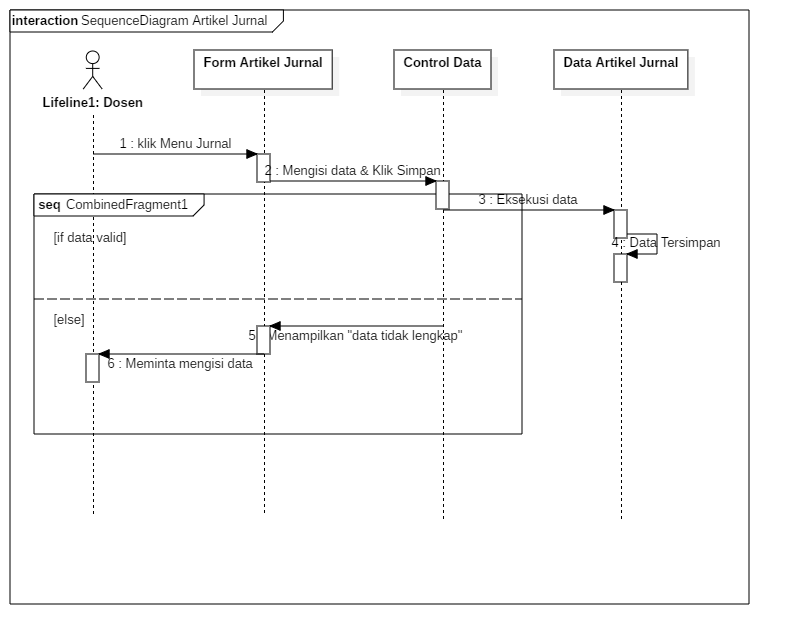 interaction SequenceDiagram Artikel Jurnal
Form Artikel Jurnal
Control Data
Data Artikel Jurnal
Lifeline1: Dosen
1 : klik Menu Jurnal
2 : Mengisi data & Klik Simpan
seq CombinedFragment1
3 : Eksekusi data
[if data valid]
4 : Data Tersimpan
[else]
5 : Menampilkan "data tidak lengkap"
6 : Meminta mengisi data